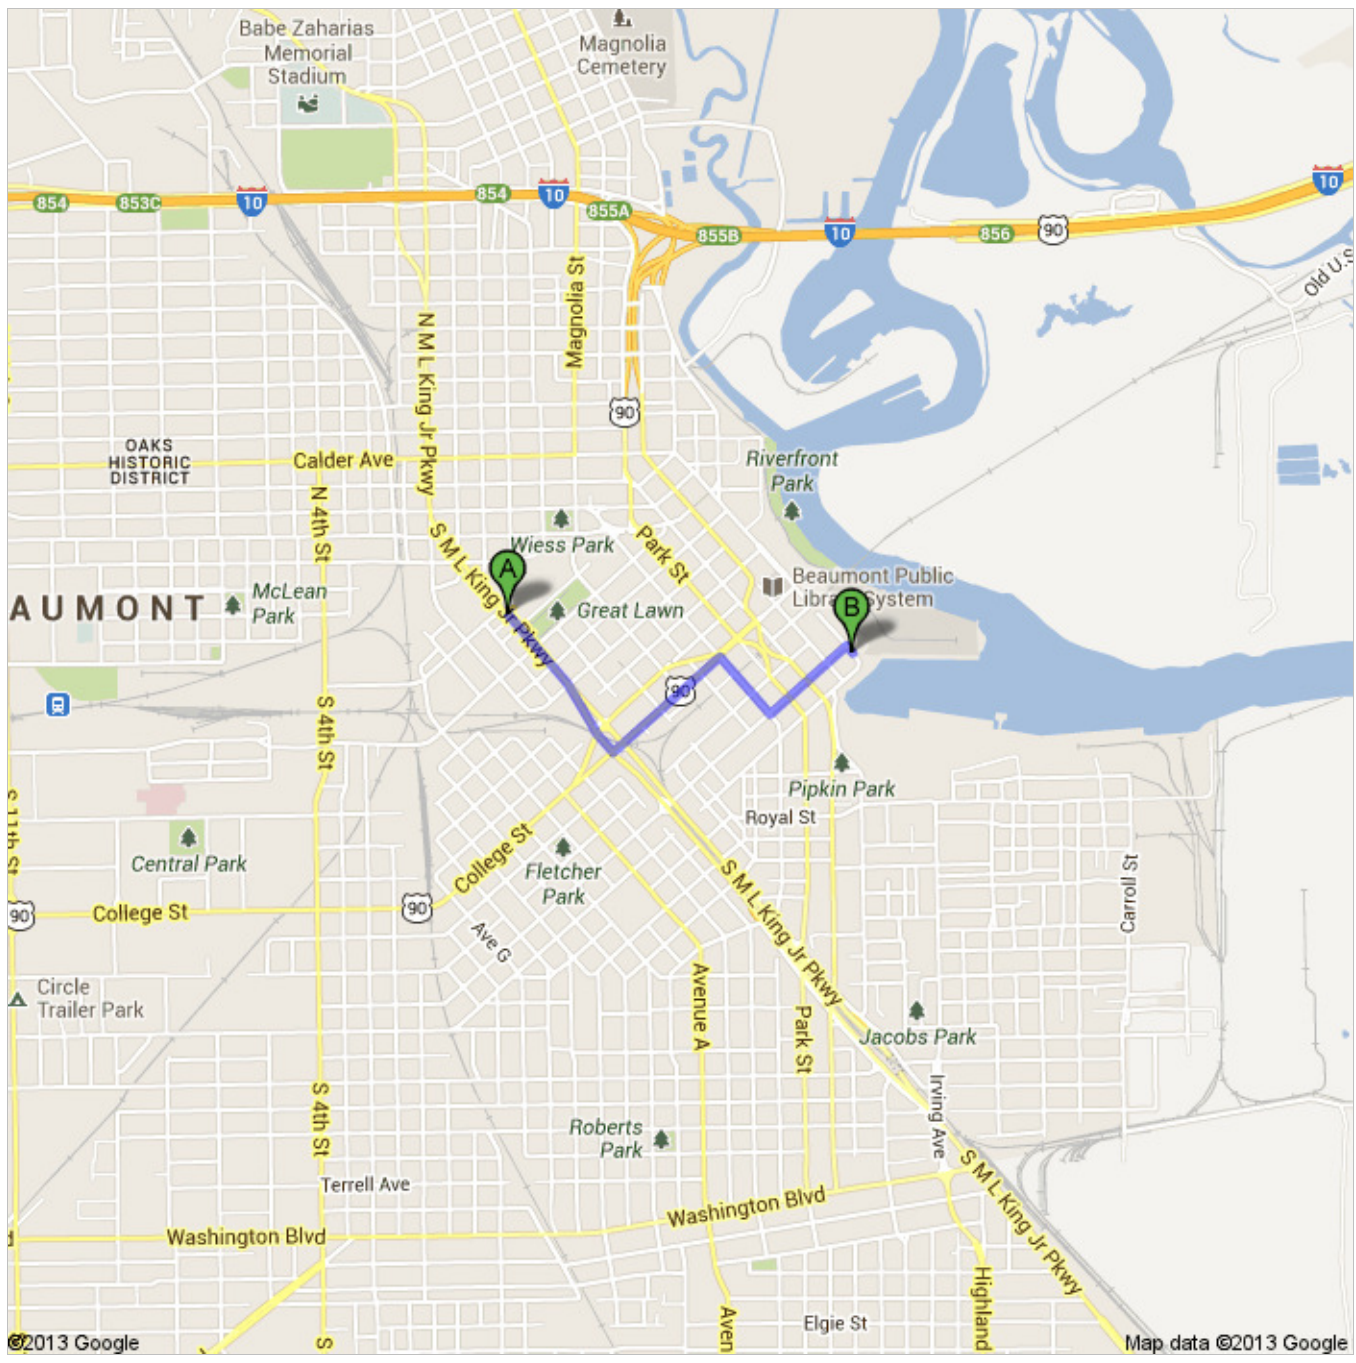 Babe Zaharias
Memorial
Stadium
Magnolia
Cemetery
854
853C
10
854
10
855A
855B
10
856
90
10
Old U.S
Magnolia St
N M L King Jr Pkwy
90
OAKS
HISTORIC
DISTRICT
Calder Ave
N 4th St
Riverfront
Park
S M L King Jr Pkwy
Wiess Park
Park St
A
McLean
Park
AUMONT
Great Lawn
Beaumont Public
Library System
B
90
S 4th St
Pipkin Park
Royal St
S 11th St
Central Park
College St
Fletcher
Park
S M L King Jr Pkwy
Carroll St
90
College St
90
Ave G
Circle
Trailer Park
Avenue A
Park St
Jacobs Park
Irving Ave
S 4th St
Roberts
Park
Terrell Ave
S M L King Jr Pkwy
Washington Blvd
Washington Blvd
d
Highland
Aven
Elgie St
S
S
©2013 Google
Map data ©2013 Google